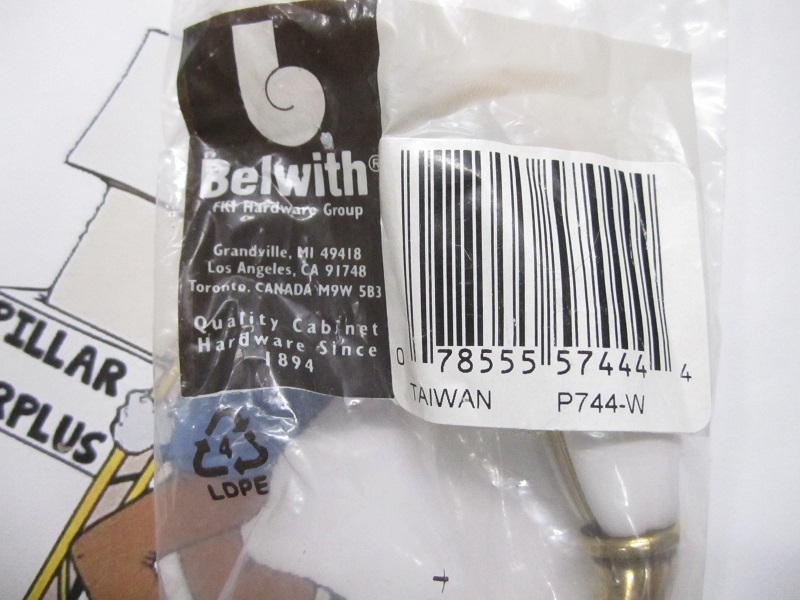 Belwith®
FKI Hardware Group
Grandville, MI 49418
Los Angeles, CA 91748
Toronto, CANADA M9W 5B3
Quality Cabinet
Hardware Since
1894
0 78555 57444 4
TAIWAN P744-W
4
LDPE
PILLAR
RPLUS